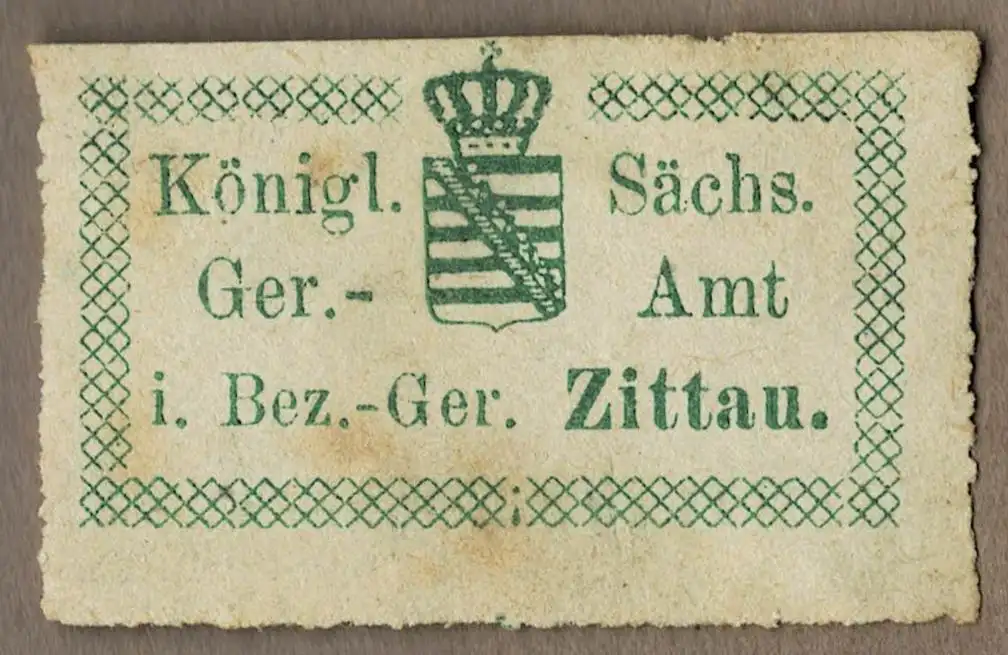 Königl. Sächs.
Ger.- Amt
i. Bez.-Ger. Zittau.